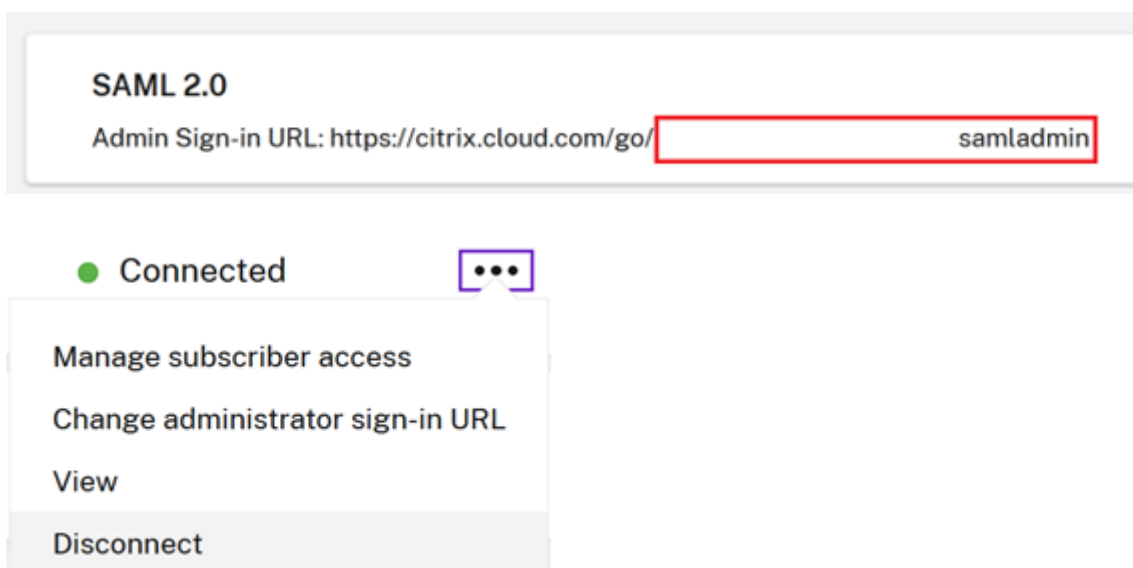 SAML 2.0
Admin Sign-in URL: https://citrix.cloud.com/go/ samladmin
Connected
Manage subscriber access
Change administrator sign-in URL
View
Disconnect